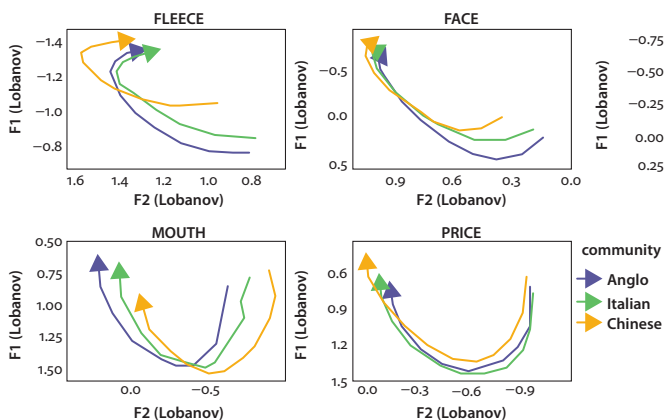 FLEECE
−1.4
−1.2
−1.0
−0.8
F1 (Lobanov)
1.6 1.4 1.2 1.0 0.8
F2 (Lobanov)
FACE
−0.5
0.0
0.5
F1 (Lobanov)
0.9 0.6 0.3 0.0
F2 (Lobanov)
−0.75
−0.50
−0.25
0.00
0.25
F1 (Lobanov)
MOUTH
0.50
0.75
1.00
1.25
1.50
F1 (Lobanov)
0.0 −0.5
F2 (Lobanov)
PRICE
0.6
0.9
1.2
1.5
F1 (Lobanov)
0.0 −0.3 −0.6 −0.9
F2 (Lobanov)
community
Anglo
Italian
Chinese